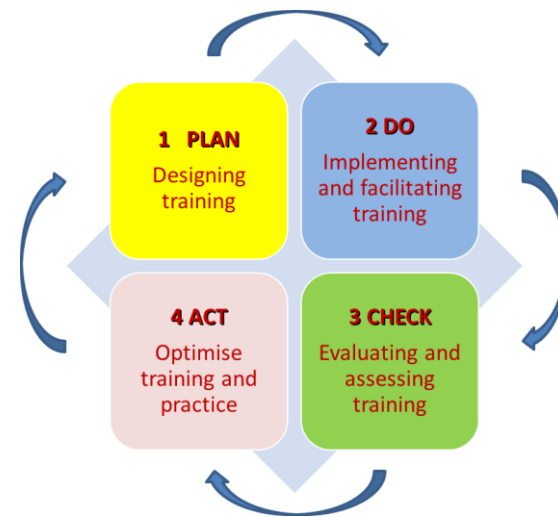 1 PLAN
Designing
training
2 DO
Implementing
and facilitating
training
4 ACT
Optimise
training and
practice
3 CHECK
Evaluating and
assessing
training